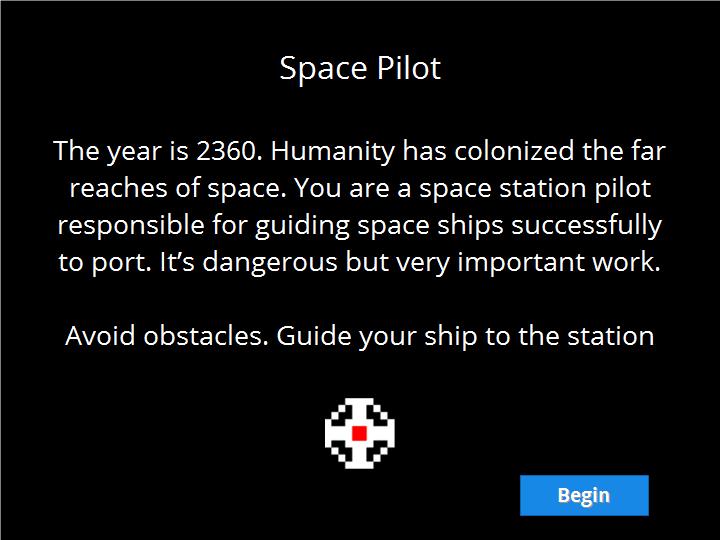 Space Pilot
The year is 2360. Humanity has colonized the far
reaches of space. You are a space station pilot
responsible for guiding space ships successfully
to port. It’s dangerous but very important work.
Avoid obstacles. Guide your ship to the station
Begin